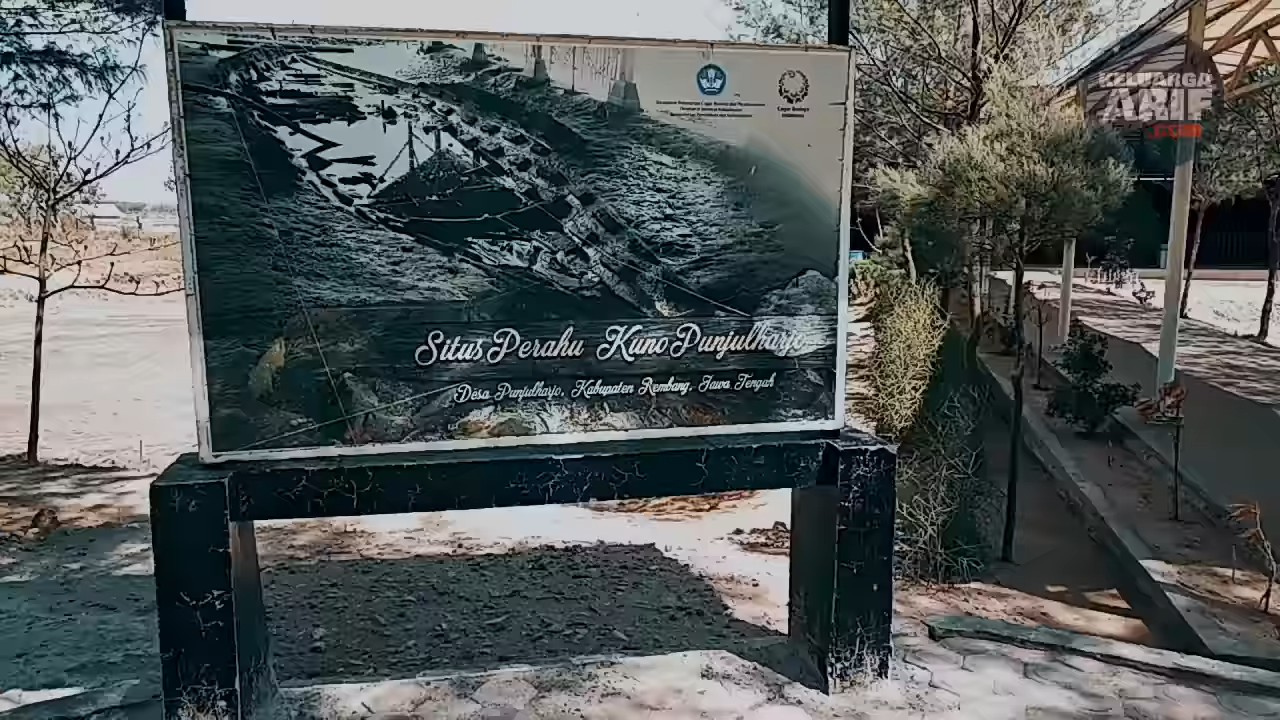 KELUARGA
ARIF
.COM
Situs Perahu Kuno Punjulharjo
Desa Punjulharjo, Kabupaten Rembang, Jawa Tengah